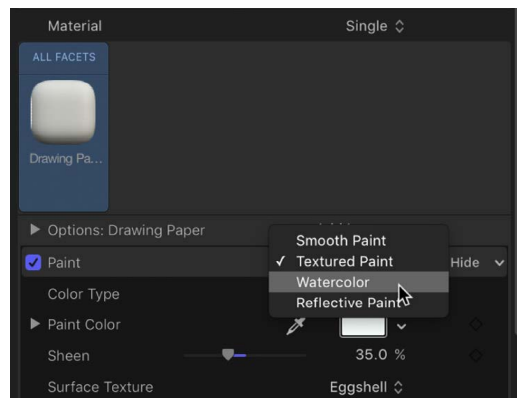 Material Single
ALL FACETS
Drawing Pa...
Options: Drawing Paper
Smooth Paint
Paint ✓ Textured Paint Hide
Color Type Watercolor
Reflective Paint
Paint Color
Sheen 35.0 %
Surface Texture Eggshell